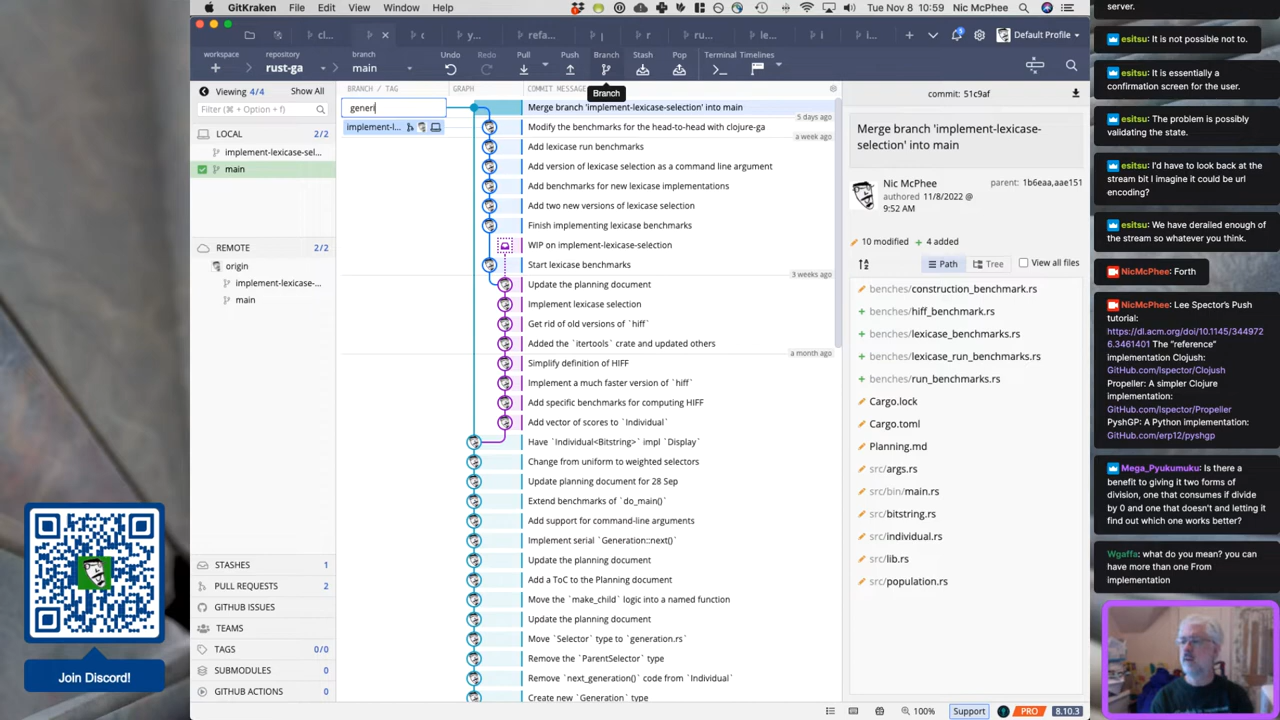 GitKraken File Edit View Window Help
Tue Nov 8 10:59 Nic McPhee
cl...
c
y...
refa...
p
r
ru...
le...
i
l...
3
Default Profile
workspace
repository
rust-ga
branch
main
Undo
Redo
Pull
Push
Branch
Stash
Pop
Terminal
Timelines
Branch
Viewing 4/4 Show All
Filter (⌘ + Option + f)
LOCAL 2/2
implement-lexicase-sel...
main
REMOTE 2/2
origin
implement-lexicase-...
main
STASHES 1
PULL REQUESTS 2
GITHUB ISSUES
TEAMS
TAGS 0/0
SUBMODULES 0
GITHUB ACTIONS 0
BRANCH / TAG
GRAPH
COMMIT MESSAGE
generi
implement-l...
Merge branch 'implement-lexicase-selection' into main
5 days ago
Modify the benchmarks for the head-to-head with clojure-ga
a week ago
Add lexicase run benchmarks
Add version of lexicase selection as a command line argument
Add benchmarks for new lexicase implementations
Add two new versions of lexicase selection
Finish implementing lexicase benchmarks
WIP on implement-lexicase-selection
Start lexicase benchmarks
3 weeks ago
Update the planning document
Implement lexicase selection
Get rid of old versions of `hiff`
Added the `itertools` crate and updated others
a month ago
Simplify definition of HIFF
Implement a much faster version of `hiff`
Add specific benchmarks for computing HIFF
Add vector of scores to `Individual`
Have `Individual<Bitstring>` impl `Display`
Change from uniform to weighted selectors
Update planning document for 28 Sep
Extend benchmarks of `do_main()`
Add support for command-line arguments
Implement serial `Generation::next()`
Update the planning document
Add a ToC to the Planning document
Move the `make_child` logic into a named function
Update the planning document
Move `Selector` type to `generation.rs`
Remove the `ParentSelector` type
Remove `next_generation()` code from `Individual`
Create new `Generation` type
commit: 51c9af
Merge branch 'implement-lexicase-
selection' into main
Nic McPhee
authored 11/8/2022 @
9:52 AM
parent: 1b6eaa,aae151
10 modified + 4 added
Path
Tree
View all files
benches/construction_benchmark.rs
+ benches/hiff_benchmark.rs
+ benches/lexicase_benchmarks.rs
+ benches/lexicase_run_benchmarks.rs
+ benches/run_benchmarks.rs
Cargo.lock
Cargo.toml
Planning.md
src/args.rs
src/bin/main.rs
src/bitstring.rs
src/individual.rs
src/lib.rs
src/population.rs
100%
Support
PRO
8.10.3
server.
esitsu: It is not possible not to.
esitsu: It is essentially a
confirmation screen for the user.
esitsu: The problem is possibly
validating the state.
esitsu: I'd have to look back at the
stream bit I imagine it could be url
encoding?
esitsu: We have derailed enough of
the stream so whatever you think.
NicMcPhee: Forth
NicMcPhee: Lee Spector's Push
tutorial:
https://dl.acm.org/doi/10.1145/344972
6.3461401 The "reference"
implementation Clojush:
GitHub.com/lspector/Clojush
Propeller: A simpler Clojure
implementation:
GitHub.com/lspector/Propeller
PyshGP: A Python implementation:
GitHub.com/erp12/pyshgp
Mega_Pyukumuku: Is there a
benefit to giving it two forms of
division, one that consumes if divide
by 0 and one that doesn't and letting it
find out which one works better?
Wgaffa: what do you mean? you can
have more than one From
implementation
Join Discord!